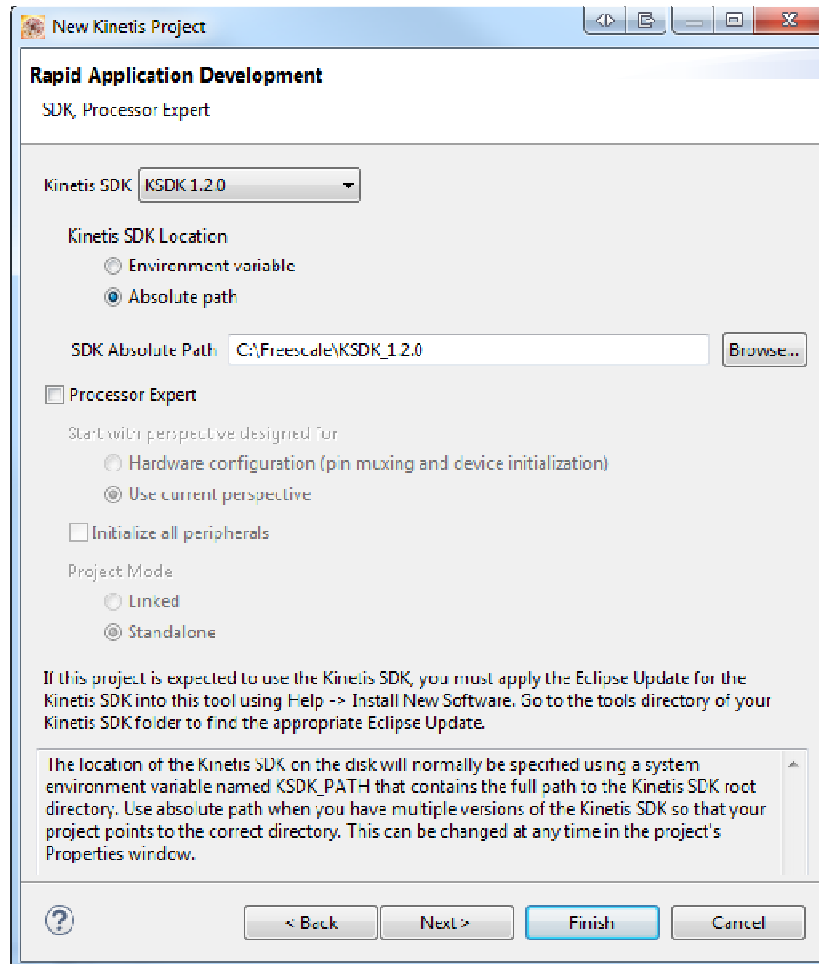 New Kinetis Project
Rapid Application Development
SDK, Processor Expert
Kinetis SDK KSDK 1.2.0
Kinetis SDK Location
Environment variable
Absolute path
SDK Absolute Path C:\Freescale\KSDK_1.2.0 Browse...
Processor Expert
Start with perspective designed for
Hardware configuration (pin muxing and device initialization)
Use current perspective
Initialize all peripherals
Project Mode
Linked
Standalone
If this project is expected to use the Kinetis SDK, you must apply the Eclipse Update for the
Kinetis SDK into this tool using Help -> Install New Software. Go to the tools directory of your
Kinetis SDK folder to find the appropriate Eclipse Update.
The location of the Kinetis SDK on the disk will normally be specified using a system
environment variable named KSDK_PATH that contains the full path to the Kinetis SDK root
directory. Use absolute path when you have multiple versions of the Kinetis SDK so that your
project points to the correct directory. This can be changed at any time in the project's
Properties window.
? < Back Next > Finish Cancel